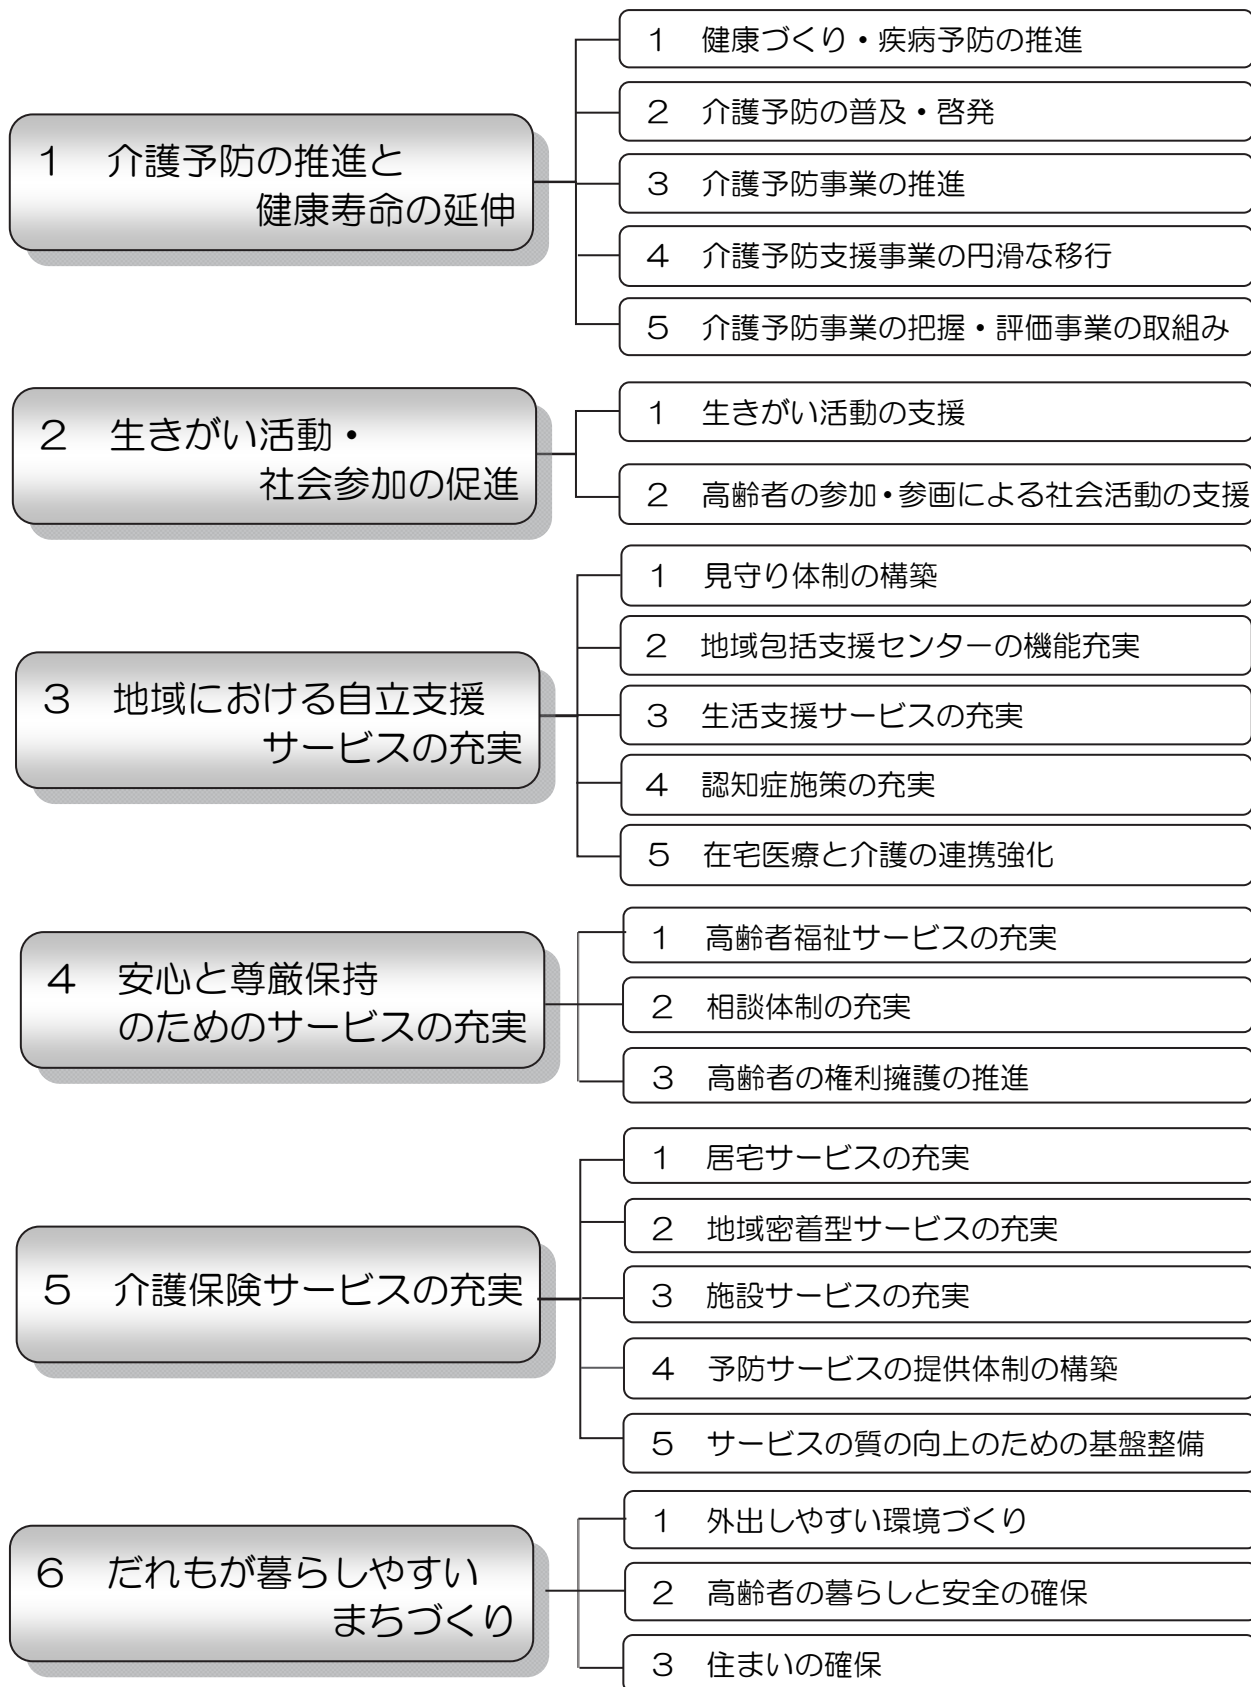 1 介護予防の推進と
健康寿命の延伸
1 健康づくり・疾病予防の推進
2 介護予防の普及・啓発
3 介護予防事業の推進
4 介護予防支援事業の円滑な移行
5 介護予防事業の把握・評価事業の取組み
2 生きがい活動・
社会参加の促進
1 生きがい活動の支援
2 高齢者の参加・参画による社会活動の支援
3 地域における自立支援
サービスの充実
1 見守り体制の構築
2 地域包括支援センターの機能充実
3 生活支援サービスの充実
4 認知症施策の充実
5 在宅医療と介護の連携強化
4 安心と尊厳保持
のためのサービスの充実
1 高齢者福祉サービスの充実
2 相談体制の充実
3 高齢者の権利擁護の推進
5 介護保険サービスの充実
1 居宅サービスの充実
2 地域密着型サービスの充実
3 施設サービスの充実
4 予防サービスの提供体制の構築
5 サービスの質の向上のための基盤整備
6 だれもが暮らしやすい
まちづくり
1 外出しやすい環境づくり
2 高齢者の暮らしと安全の確保
3 住まいの確保